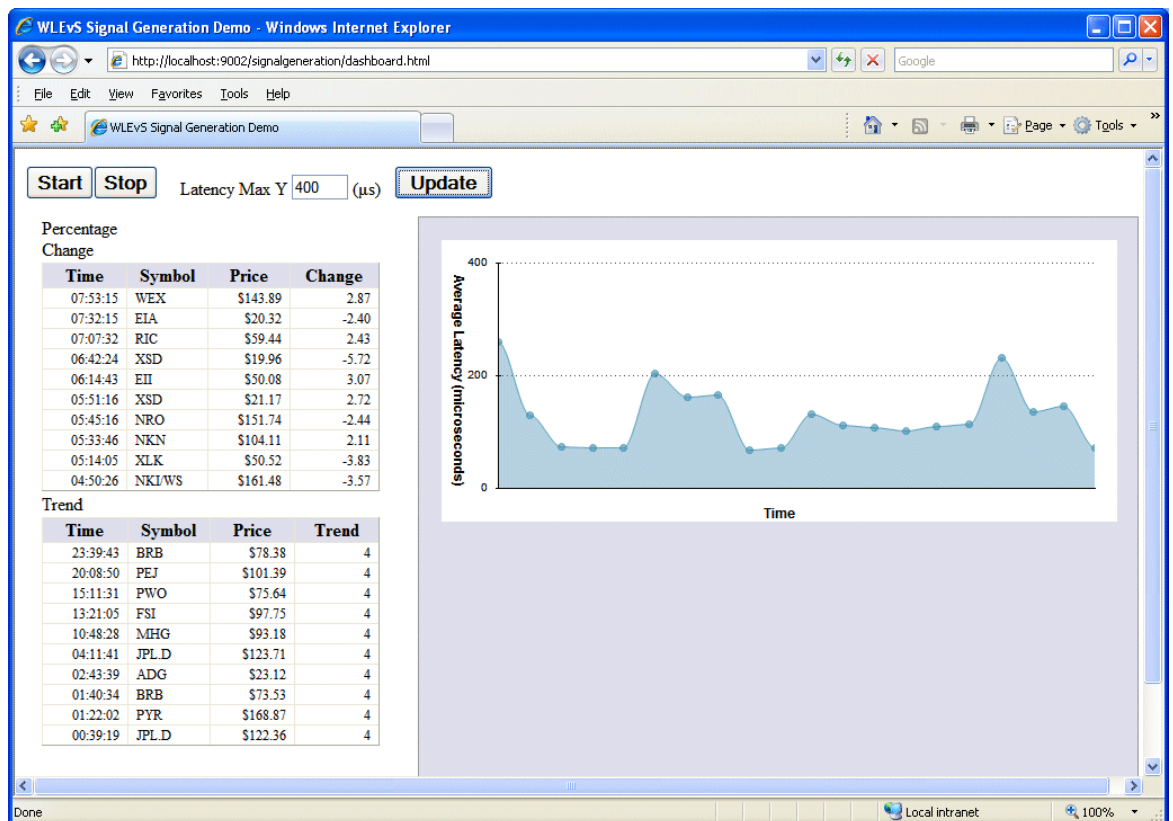 WLEvS Signal Generation Demo - Windows Internet Explorer
http://localhost:9002/signalgeneration/dashboard.html
Google
File Edit View Favorites Tools Help
WLEvS Signal Generation Demo
Page Tools »
Start Stop Latency Max Y 400 (µs) Update
Percentage
Change
Time Symbol Price Change
07:53:15 WEX $143.89 2.87
07:32:15 EIA $20.32 -2.40
07:07:32 RIC $59.44 2.43
06:42:24 XSD $19.96 -5.72
06:14:43 EII $50.08 3.07
05:51:16 XSD $21.17 2.72
05:45:16 NRO $151.74 -2.44
05:33:46 NKN $104.11 2.11
05:14:05 XLK $50.52 -3.83
04:50:26 NKI/WS $161.48 -3.57
Trend
Time Symbol Price Trend
23:39:43 BRB $78.38 4
20:08:50 PEJ $101.39 4
15:11:31 PWO $75.64 4
13:21:05 FSI $97.75 4
10:48:28 MHG $93.18 4
04:11:41 JPL.D $123.71 4
02:43:39 ADG $23.12 4
01:40:34 BRB $73.53 4
01:22:02 PYR $168.87 4
00:39:19 JPL.D $122.36 4
400
200
0
Average Latency (microseconds)
Time
Done
Local intranet
100%